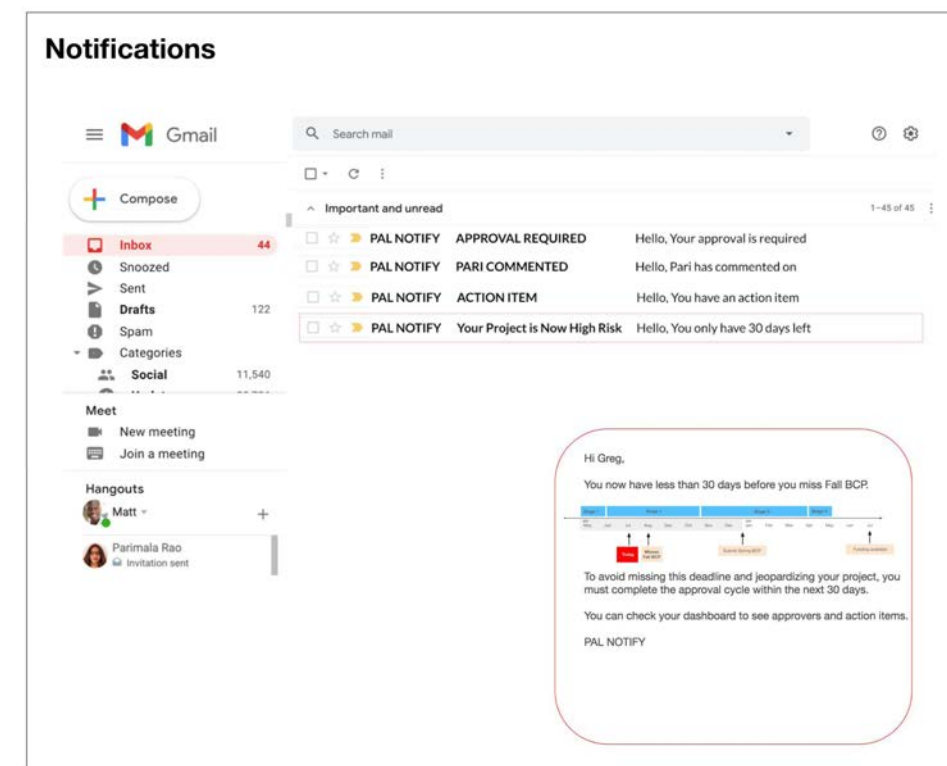 Notifications
Gmail
Search mail
Compose
Important and unread
1–45 of 45
Inbox 44
Snoozed
Sent
Drafts 122
Spam
Categories
Social 11,540
PAL NOTIFY APPROVAL REQUIRED Hello, Your approval is required
PAL NOTIFY PARI COMMENTED Hello, Pari has commented on
PAL NOTIFY ACTION ITEM Hello, You have an action item
PAL NOTIFY Your Project is Now High Risk Hello, You only have 30 days left
Meet
New meeting
Join a meeting
Hangouts
Matt
Parimala Rao
Invitation sent
Hi Greg,
You now have less than 30 days before you miss Fall BCP.
Today
To avoid missing this deadline and jeopardizing your project, you
must complete the approval cycle within the next 30 days.
You can check your dashboard to see approvers and action items.
PAL NOTIFY